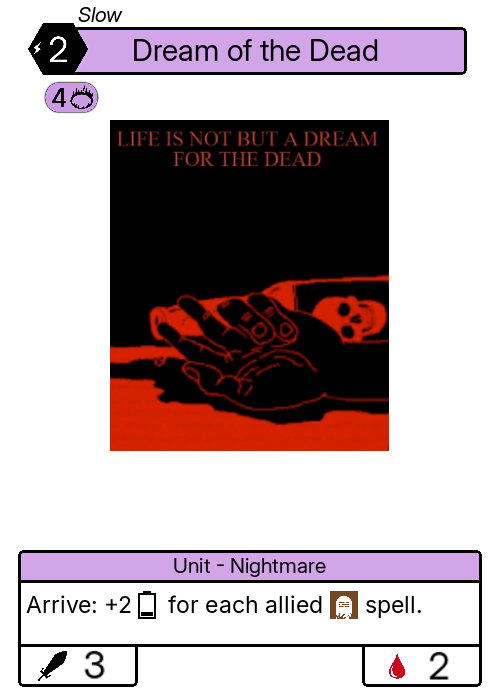 Slow
2
Dream of the Dead
4
LIFE IS NOT BUT A DREAM
FOR THE DEAD
Unit - Nightmare
Arrive: +2 for each allied spell.
3
2